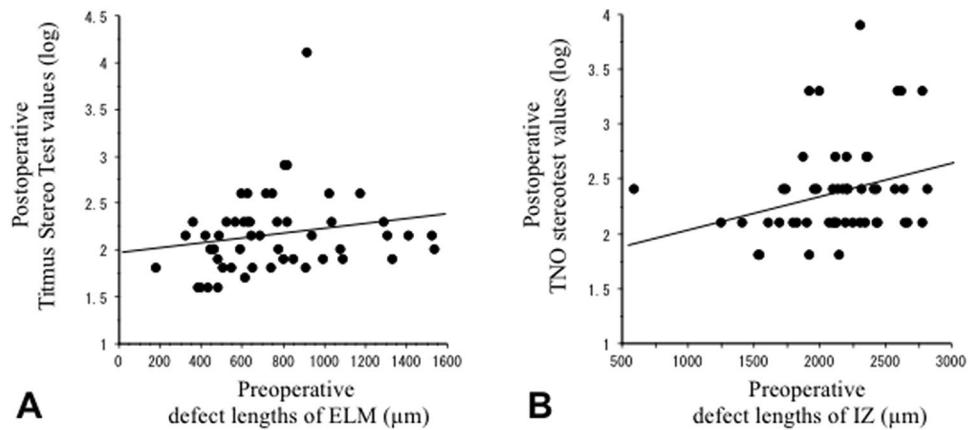 4.5
4
3.5
3
2.5
2
1.5
1
Postoperative
Titmus Stereo Test values (log)
0 200 400 600 800 1000 1200 1400 1600
Preoperative
defect lengths of ELM (μm)
A
4
3.5
3
2.5
2
1.5
1
Postoperative
TNO stereotest values (log)
500 1000 1500 2000 2500 3000
Preoperative
defect lengths of IZ (μm)
B